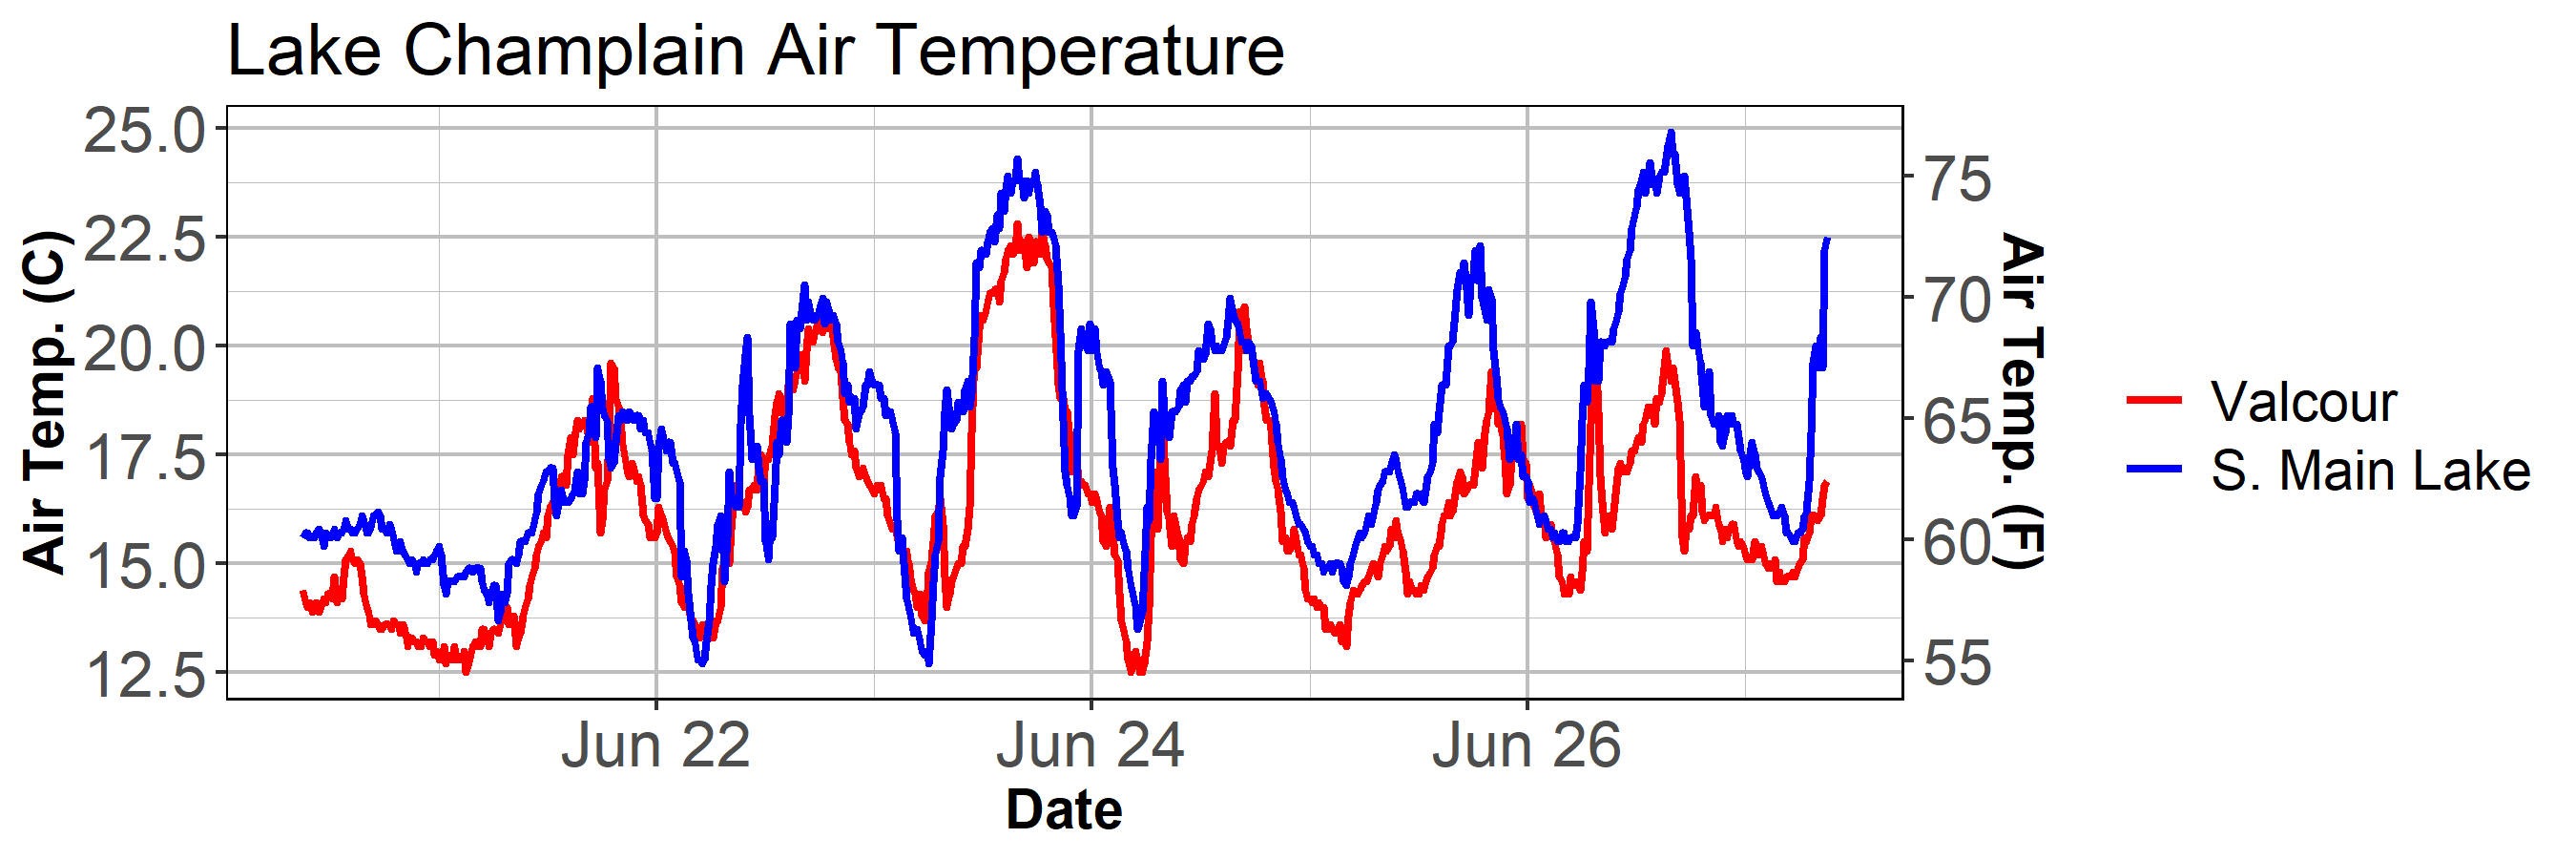 Lake Champlain Air Temperature
Air Temp. (C)
25.0
22.5
20.0
17.5
15.0
12.5
75
70
65
60
55
Air Temp. (F)
Jun 22
Jun 24
Jun 26
Date
Valcour
S. Main Lake